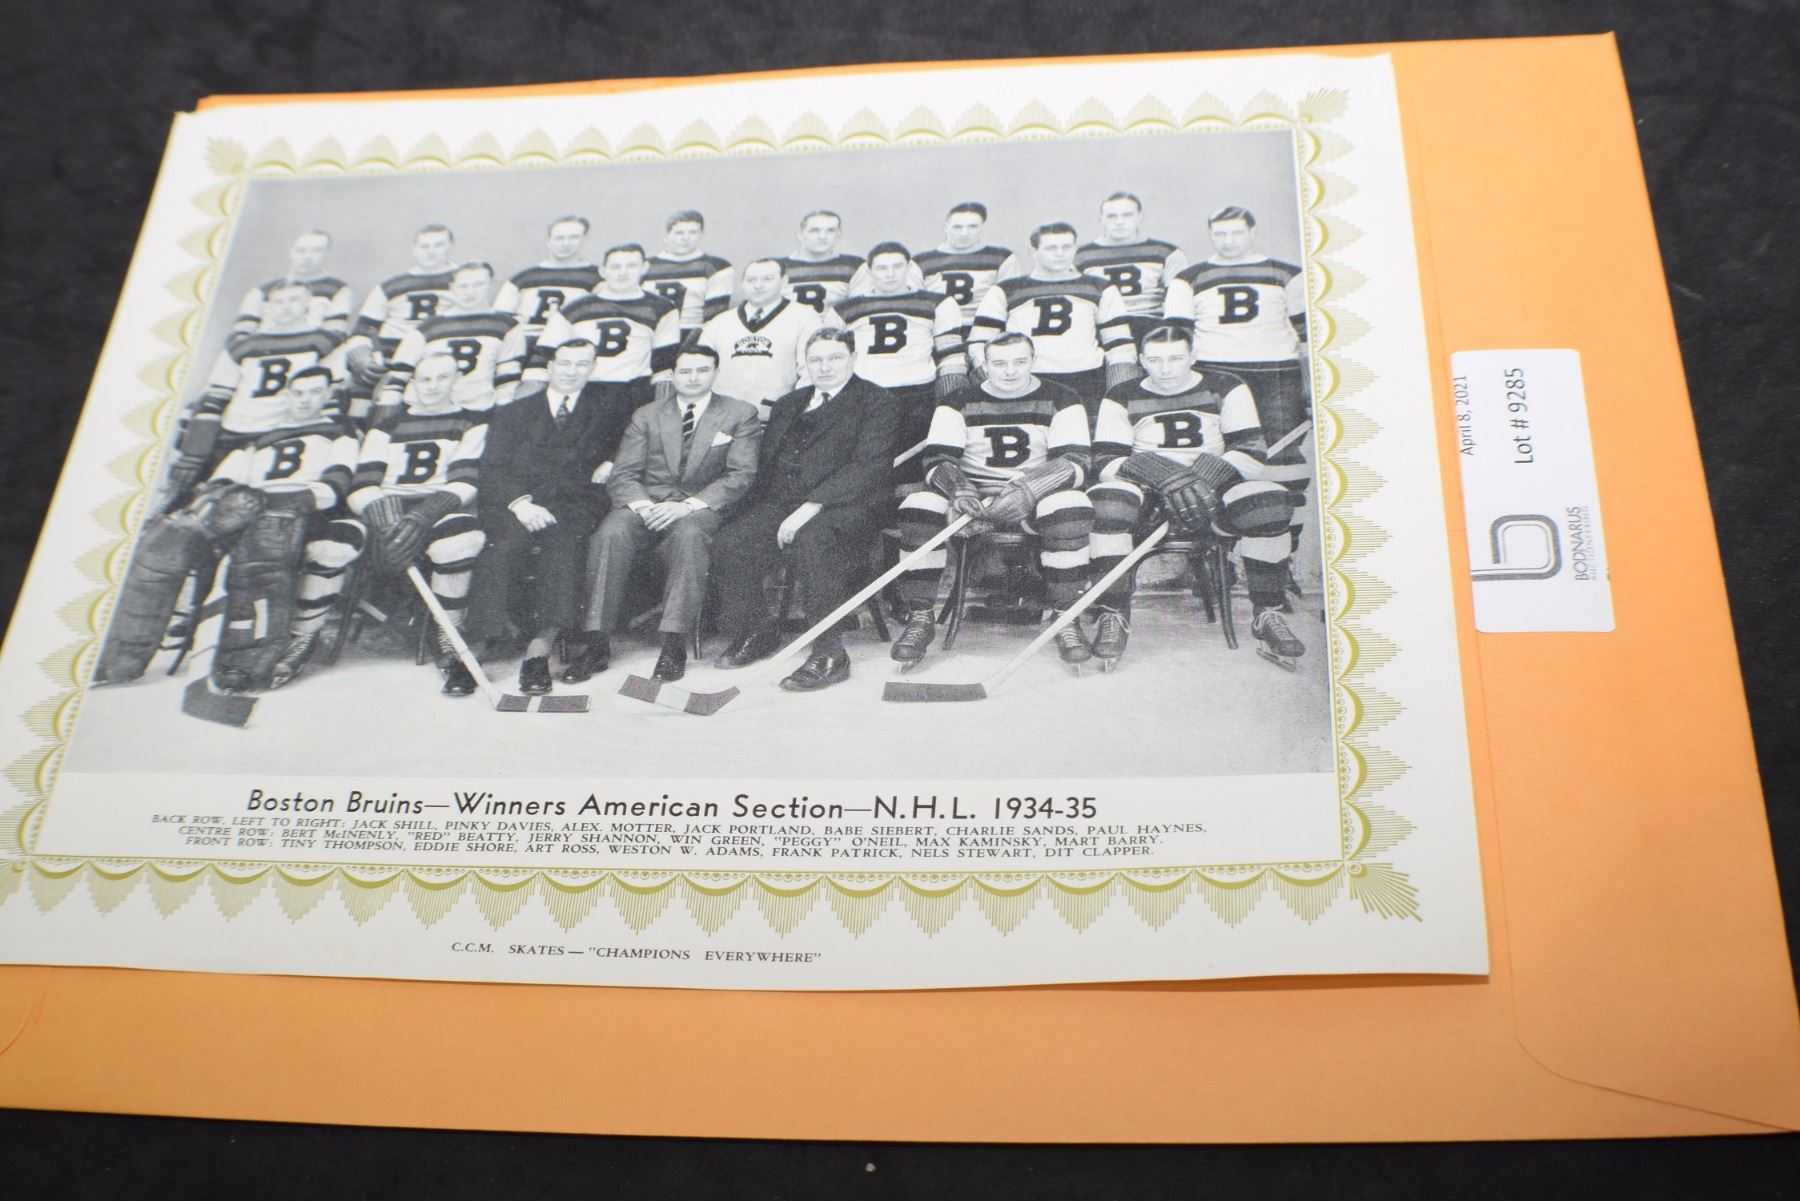 B B B B B B B B
BOSTON
B B B B B
B B B B
Boston Bruins—Winners American Section—N.H.L. 1934-35
BACK ROW, LEFT TO RIGHT: JACK SHILL, PINKY DAVIES, ALEX. MOTTER, JACK PORTLAND, BABE SIEBERT, CHARLIE SANDS, PAUL HAYNES,
CENTRE ROW: BERT McINENLY, "RED" BEATTY, JERRY SHANNON, WIN GREEN, "PEGGY" O'NEIL, MAX KAMINSKY, MART BARRY.
FRONT ROW: TINY THOMPSON, EDDIE SHORE, ART ROSS, WESTON W. ADAMS, FRANK PATRICK, NELS STEWART, DIT CLAPPER.
C.C.M. SKATES — "CHAMPIONS EVERYWHERE"
April 8, 2021
Lot # 9285
BODNARUS
AUCTIONEERING